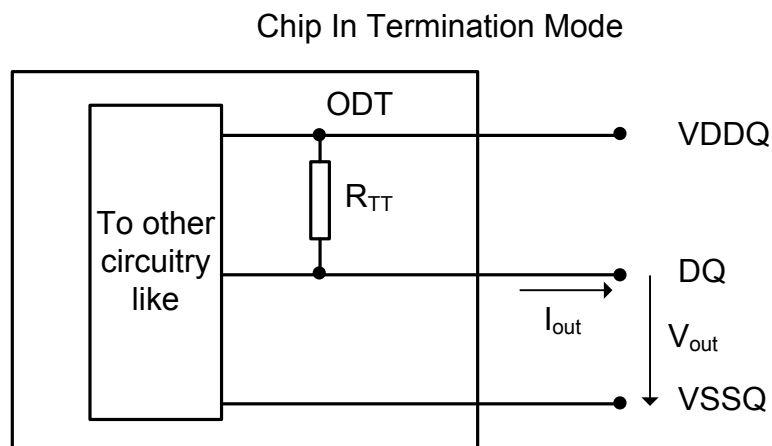 Chip In Termination Mode
ODT
VDDQ
R_TT
To other
circuitry
like
DQ
I_out
V_out
VSSQ